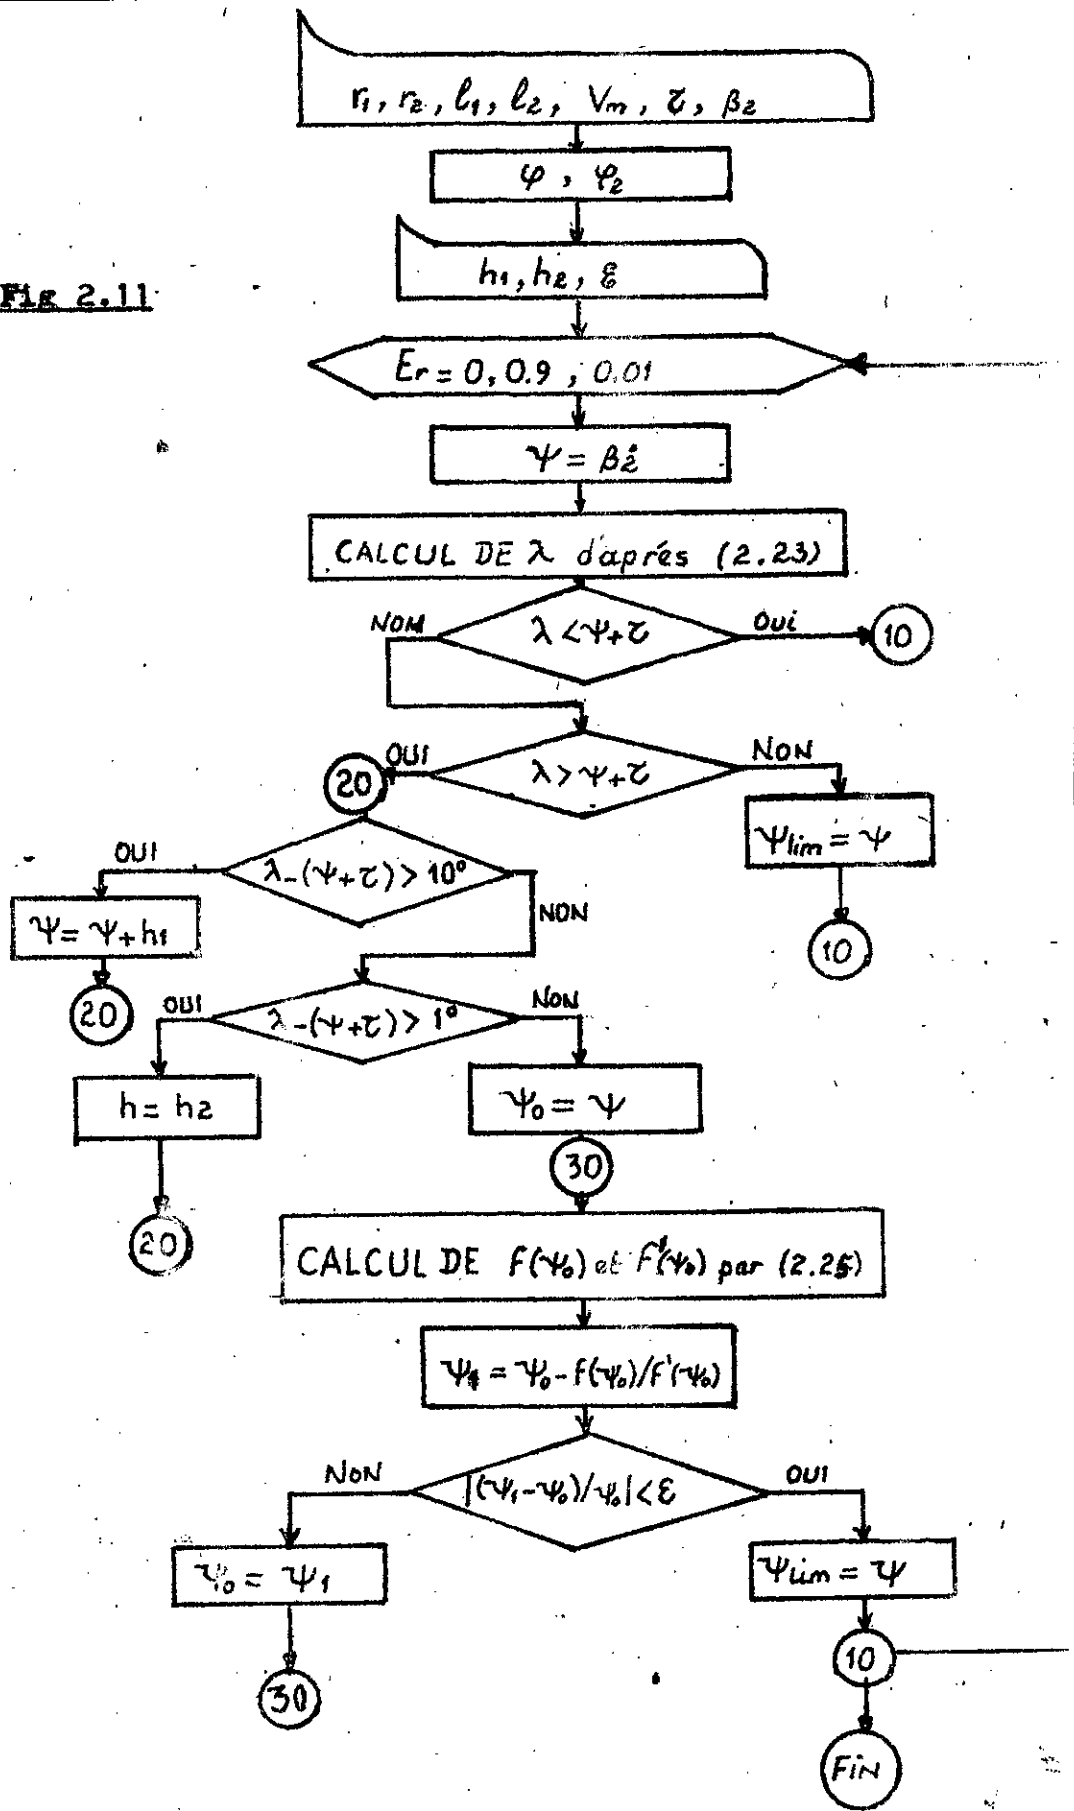 r₁, r₂, l₁, l₂, Vm, τ, β₂
φ, φ₂
h₁, h₂, ε
Fig 2.11
Er = 0, 0.9, 0.01
Ψ = β₂
CALCUL DE λ d'aprés (2.23)
NOM
λ < Ψ + τ
OUi
10
OUI
20
λ > Ψ + τ
NON
Ψlim = Ψ
10
OUI
λ - (Ψ + τ) > 10°
NON
Ψ = Ψ + h₁
20
OUI
λ - (Ψ + τ) > 1°
NON
h = h₂
20
Ψ₀ = Ψ
30
CALCUL DE F(Ψ₀) et F'(Ψ₀) par (2.25)
Ψ₁ = Ψ₀ - F(Ψ₀)/F'(Ψ₀)
NON
|(Ψ₁ - Ψ₀)/Ψ₀| < ε
OUI
Ψ₀ = Ψ₁
30
Ψlim = Ψ
10
FIN